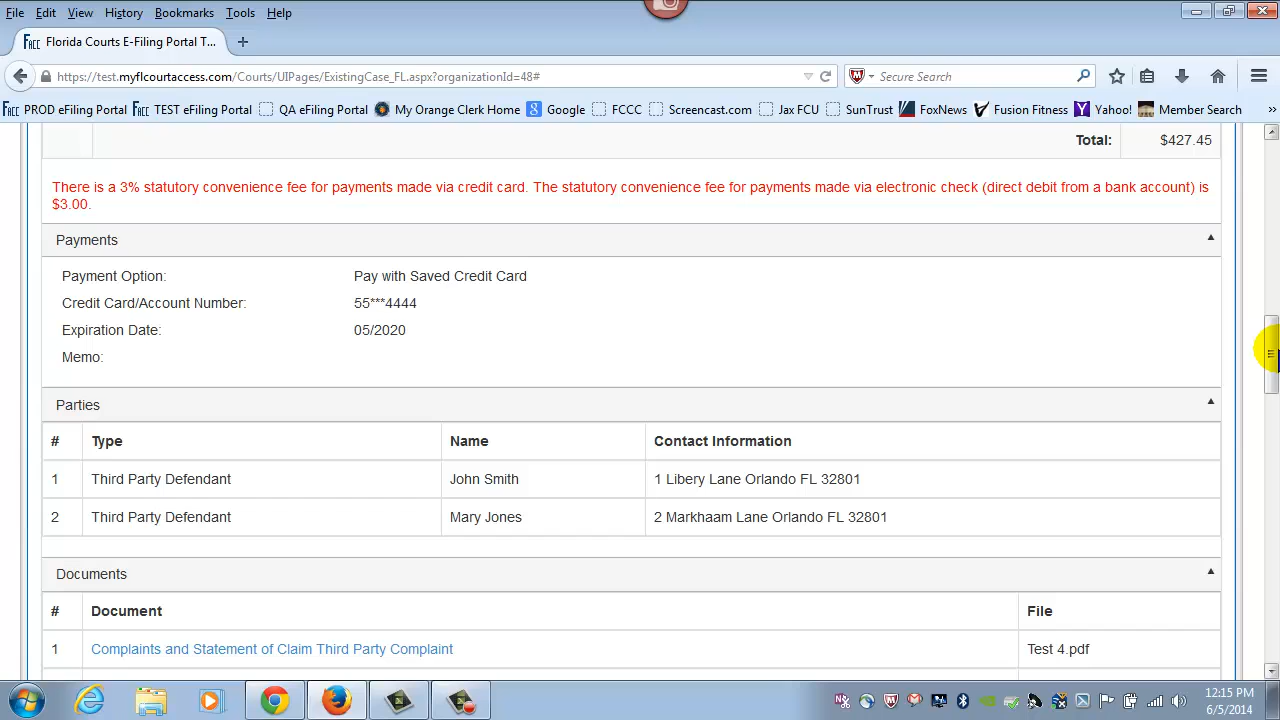 File Edit View History Bookmarks Tools Help
FACC Florida Courts E-Filing Portal T...
https://test.myflcourtaccess.com/Courts/UIPages/ExistingCase_FL.aspx?organizationId=48#
Secure Search
PROD eFiling Portal TEST eFiling Portal QA eFiling Portal My Orange Clerk Home Google FCCC Screencast.com Jax FCU SunTrust FoxNews Fusion Fitness Yahoo! Member Search
Total: $427.45
There is a 3% statutory convenience fee for payments made via credit card. The statutory convenience fee for payments made via electronic check (direct debit from a bank account) is
$3.00.
Payments
Payment Option: Pay with Saved Credit Card
Credit Card/Account Number: 55***4444
Expiration Date: 05/2020
Memo:
Parties
# Type Name Contact Information
1 Third Party Defendant John Smith 1 Libery Lane Orlando FL 32801
2 Third Party Defendant Mary Jones 2 Markhaam Lane Orlando FL 32801
Documents
# Document File
1 Complaints and Statement of Claim Third Party Complaint Test 4.pdf
12:15 PM
6/5/2014